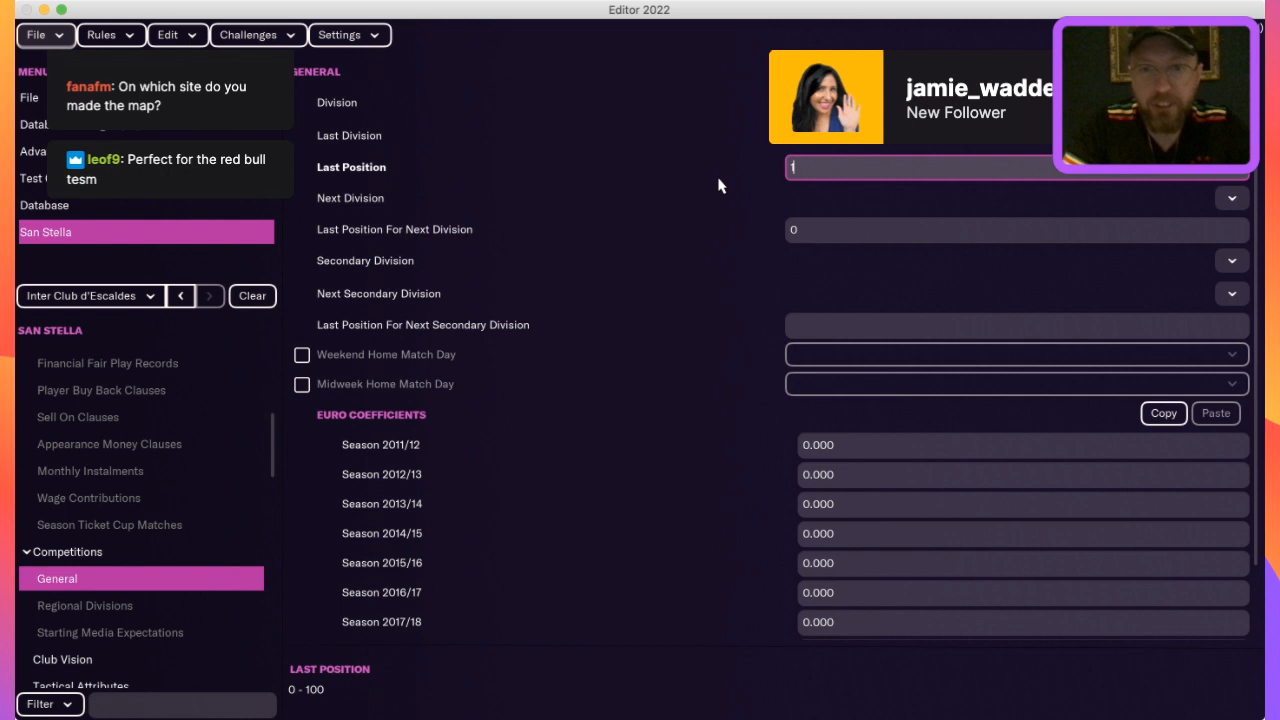 Editor 2022
File
Rules
Edit
Challenges
Settings
MENU
File
Advan
Test
Database
San Stella
fanafm: On which site do you
made the map?
leof9: Perfect for the red bull
tesm
Inter Club d'Escaldes
Clear
SAN STELLA
Financial Fair Play Records
Player Buy Back Clauses
Sell On Clauses
Appearance Money Clauses
Monthly Instalments
Wage Contributions
Season Ticket Cup Matches
Competitions
General
Regional Divisions
Starting Media Expectations
Club Vision
Tactical Attributes
Filter
GENERAL
Division
Last Division
Last Position
1
Next Division
Last Position For Next Division
0
Secondary Division
Next Secondary Division
Last Position For Next Secondary Division
Weekend Home Match Day
Midweek Home Match Day
EURO COEFFICIENTS
Copy
Paste
Season 2011/12
0.000
Season 2012/13
0.000
Season 2013/14
0.000
Season 2014/15
0.000
Season 2015/16
0.000
Season 2016/17
0.000
Season 2017/18
0.000
LAST POSITION
0 - 100
jamie_wadde
New Follower